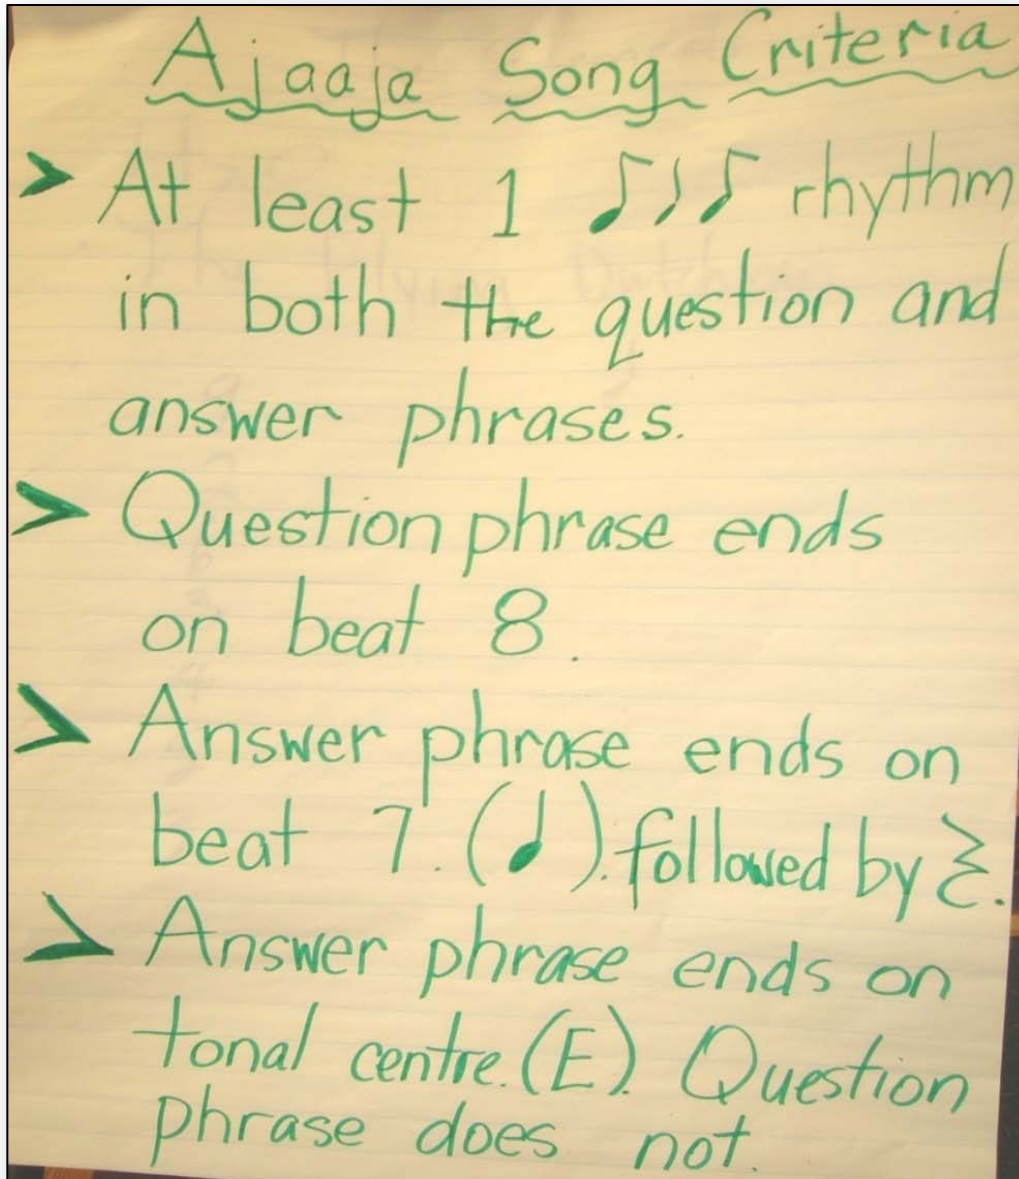 Ajaaja Song Criteria
> At least 1 ♪♩♪ rhythm
in both the question and
answer phrases.
> Question phrase ends
on beat 8.
> Answer phrase ends on
beat 7. (♩). followed by 𝄽.
> Answer phrase ends on
tonal centre. (E). Question
phrase does not.